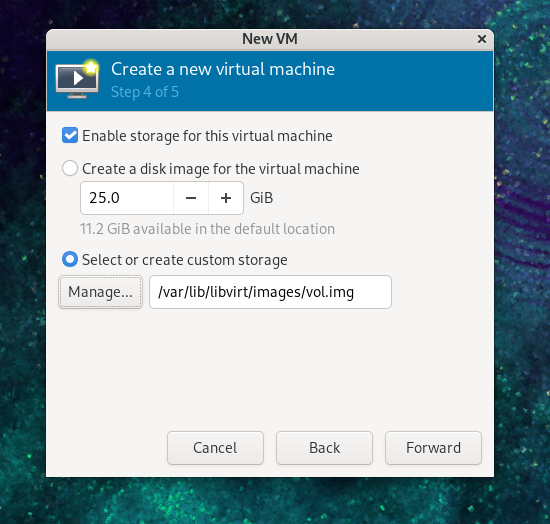 New VM
Create a new virtual machine
Step 4 of 5
Enable storage for this virtual machine
Create a disk image for the virtual machine
25.0 − + GiB
11.2 GiB available in the default location
Select or create custom storage
Manage... /var/lib/libvirt/images/vol.img
Cancel Back Forward